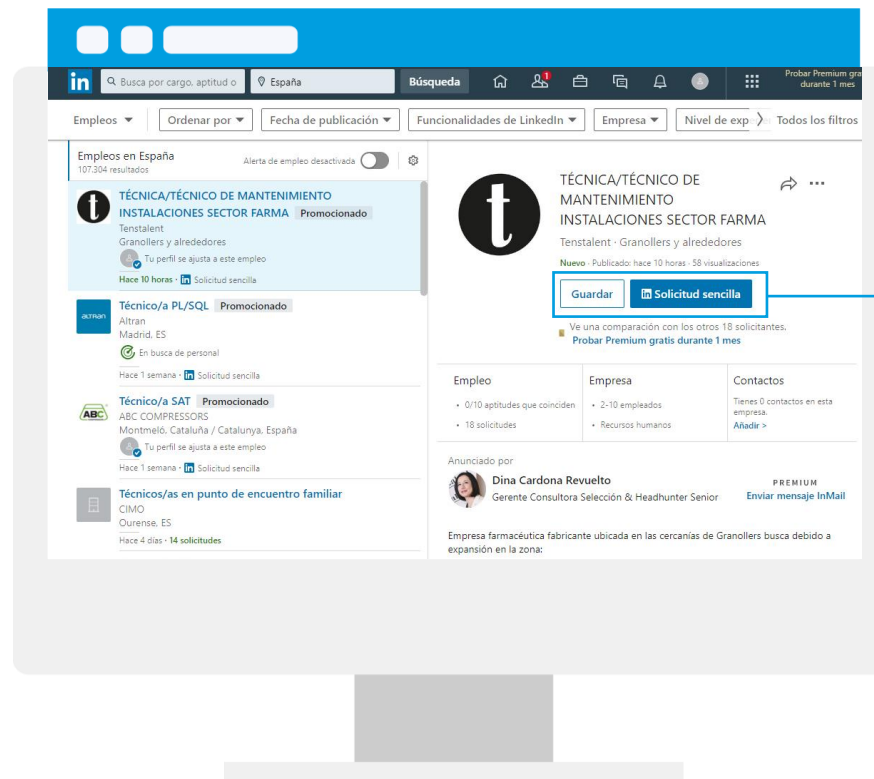 in
Busca por cargo, aptitud o
España
Búsqueda
1
Probar Premium gra
durante 1 mes
Empleos
Ordenar por
Fecha de publicación
Funcionalidades de LinkedIn
Empresa
Nivel de exp
Todos los filtros
Empleos en España
107.304 resultados
Alerta de empleo desactivada
t
TÉCNICA/TÉCNICO DE MANTENIMIENTO
INSTALACIONES SECTOR FARMA Promocionado
Tenstalent
Granollers y alrededores
Tu perfil se ajusta a este empleo
Hace 10 horas · in Solicitud sencilla
altran
Técnico/a PL/SQL Promocionado
Altran
Madrid, ES
En busca de personal
Hace 1 semana · in Solicitud sencilla
ABC
Técnico/a SAT Promocionado
ABC COMPRESSORS
Montmeló, Cataluña / Catalunya, España
Tu perfil se ajusta a este empleo
Hace 1 semana · in Solicitud sencilla
Técnicos/as en punto de encuentro familiar
CIMO
Ourense, ES
Hace 4 días · 14 solicitudes
t
TÉCNICA/TÉCNICO DE
MANTENIMIENTO
INSTALACIONES SECTOR FARMA
Tenstalent · Granollers y alrededores
Nuevo · Publicado: hace 10 horas · 58 visualizaciones
Guardar
in Solicitud sencilla
Ve una comparación con los otros 18 solicitantes.
Probar Premium gratis durante 1 mes
Empleo
• 0/10 aptitudes que coinciden
• 18 solicitudes
Empresa
• 2-10 empleados
• Recursos humanos
Contactos
Tienes 0 contactos en esta
empresa.
Añadir >
Anunciado por
Dina Cardona Revuelto
Gerente Consultora Selección & Headhunter Senior
PREMIUM
Enviar mensaje InMail
Empresa farmacéutica fabricante ubicada en las cercanías de Granollers busca debido a
expansión en la zona: